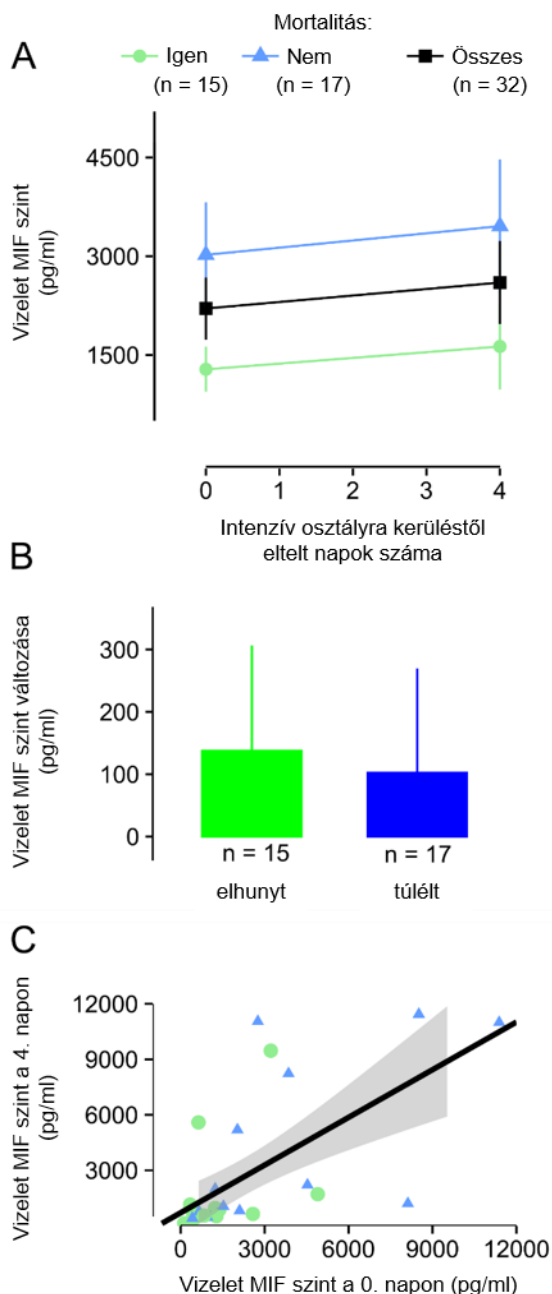 Mortalitás:
A
Igen Nem Összes
(n = 15) (n = 17) (n = 32)
Vizelet MIF szint
(pg/ml)
4500
3000
1500
0 1 2 3 4
Intenzív osztályra kerüléstől
eltelt napok száma
B
Vizelet MIF szint változása
(pg/ml)
300
200
100
0
n = 15 n = 17
elhunyt túlélt
C
Vizelet MIF szint a 4. napon
(pg/ml)
12000
9000
6000
3000
0 3000 6000 9000 12000
Vizelet MIF szint a 0. napon (pg/ml)